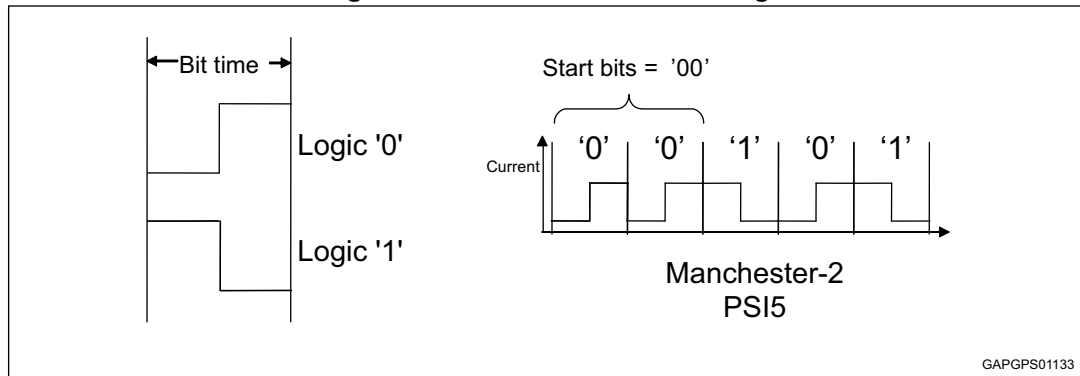 Bit time
Logic '0'
Logic '1'
Start bits = '00'
Current
‘0’ ‘0’ ‘1’ ‘0’ ‘1’
Manchester-2
PSI5
GAPGPS01133